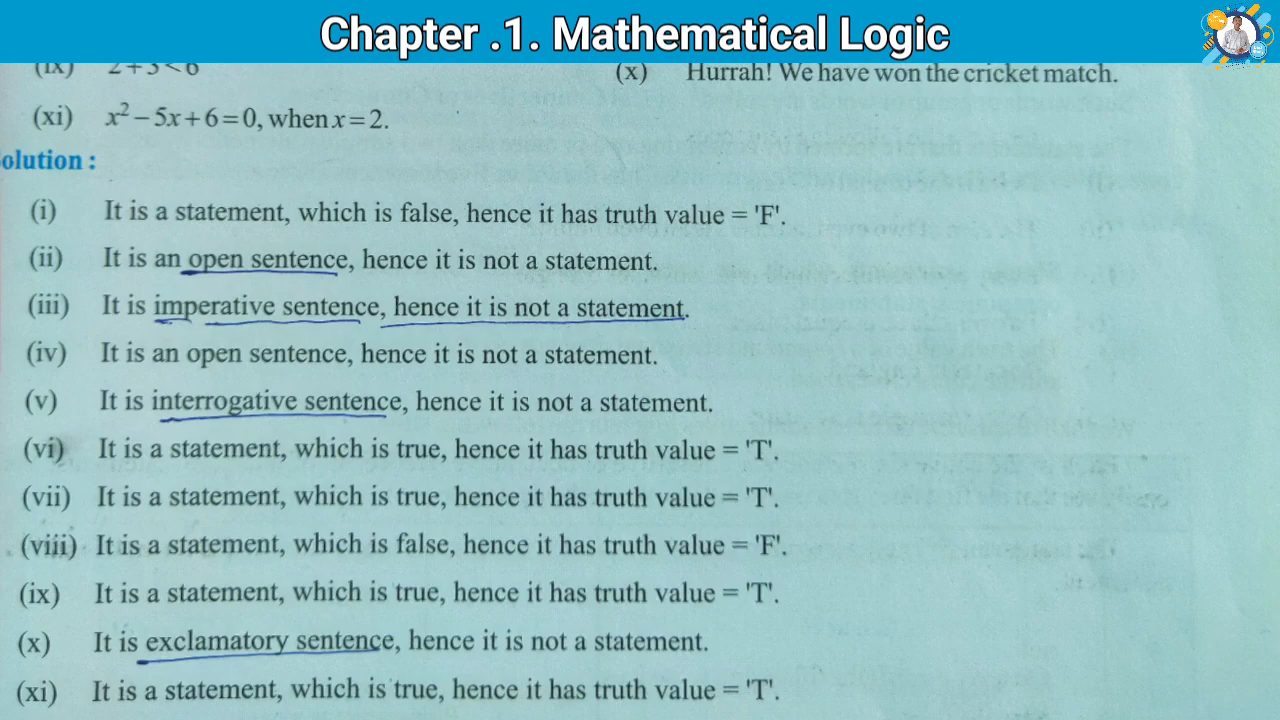 Chapter .1. Mathematical Logic
(ix) 2+3<6
(x) Hurrah! We have won the cricket match.
(xi) x² − 5x + 6 = 0, when x = 2.
olution :
(i) It is a statement, which is false, hence it has truth value = 'F'.
(ii) It is an open sentence, hence it is not a statement.
(iii) It is imperative sentence, hence it is not a statement.
(iv) It is an open sentence, hence it is not a statement.
(v) It is interrogative sentence, hence it is not a statement.
(vi) It is a statement, which is true, hence it has truth value = 'T'.
(vii) It is a statement, which is true, hence it has truth value = 'T'.
(viii) It is a statement, which is false, hence it has truth value = 'F'.
(ix) It is a statement, which is true, hence it has truth value = 'T'.
(x) It is exclamatory sentence, hence it is not a statement.
(xi) It is a statement, which is true, hence it has truth value = 'T'.